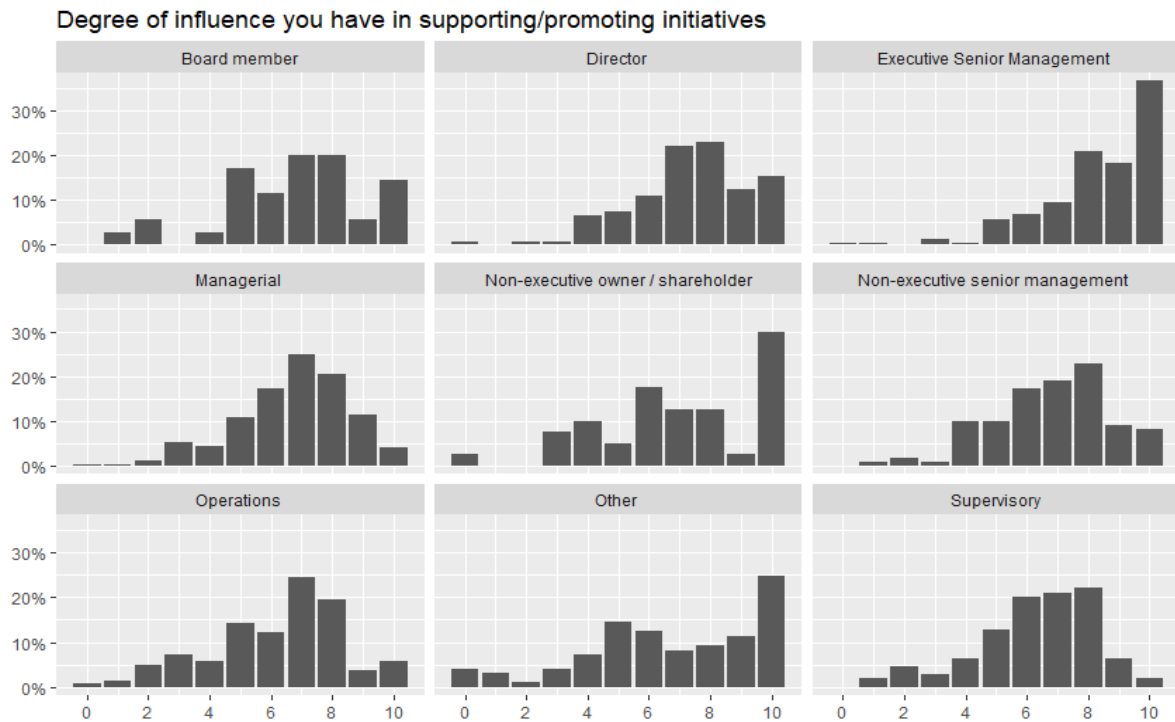 Degree of influence you have in supporting/promoting initiatives
Board member
Director
Executive Senior Management
30%
20%
10%
0%
Managerial
Non-executive owner / shareholder
Non-executive senior management
30%
20%
10%
0%
Operations
Other
Supervisory
30%
20%
10%
0%
0 2 4 6 8 10
0 2 4 6 8 10
0 2 4 6 8 10